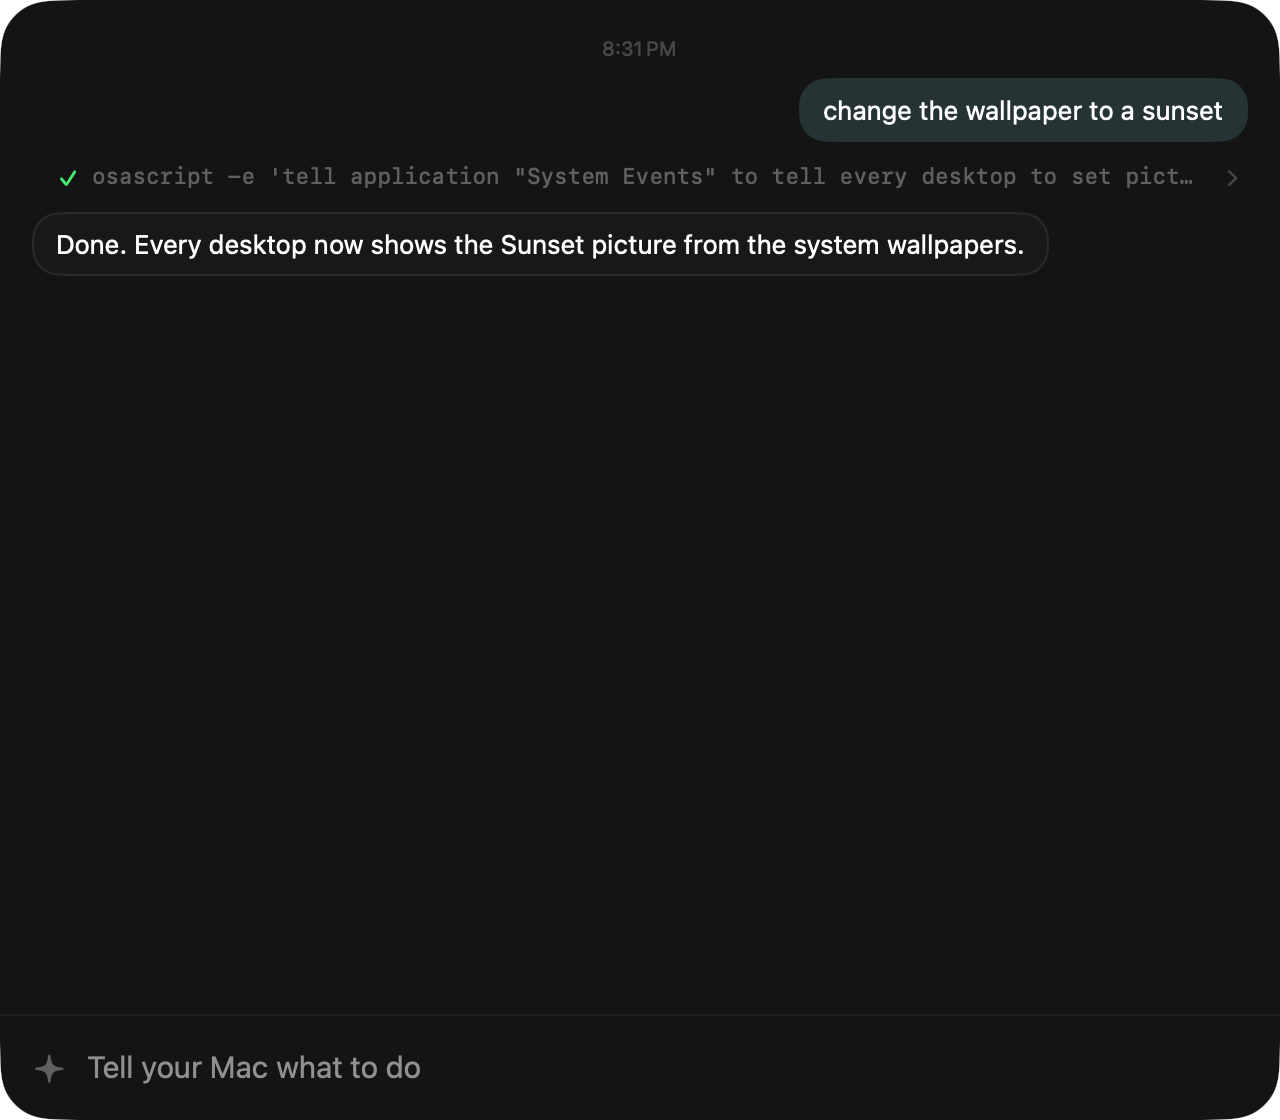 8:31 PM
change the wallpaper to a sunset
osascript -e 'tell application "System Events" to tell every desktop to set pict…
Done. Every desktop now shows the Sunset picture from the system wallpapers.
Tell your Mac what to do